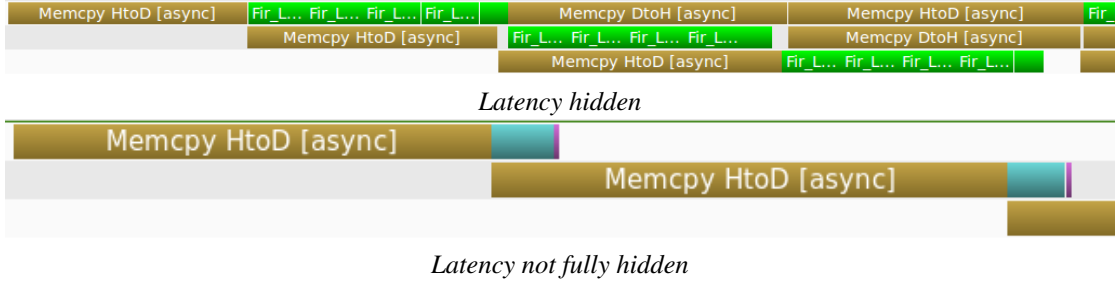 Memcpy HtoD [async] Fir_L... Fir_L... Fir_L... Fir_L... Memcpy DtoH [async] Memcpy HtoD [async] Fir_
Memcpy HtoD [async] Fir_L... Fir_L... Fir_L... Fir_L... Memcpy DtoH [async]
Memcpy HtoD [async] Fir_L... Fir_L... Fir_L... Fir_L...
Latency hidden
Memcpy HtoD [async]
Memcpy HtoD [async]
Latency not fully hidden